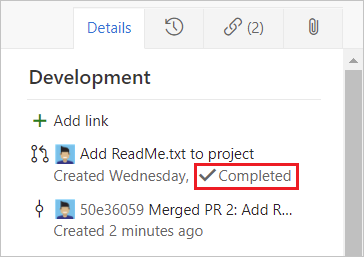 Details
(2)
Development
+ Add link
Add ReadMe.txt to project
Created Wednesday, ✓ Completed
50e36059 Merged PR 2: Add R...
Created 2 minutes ago